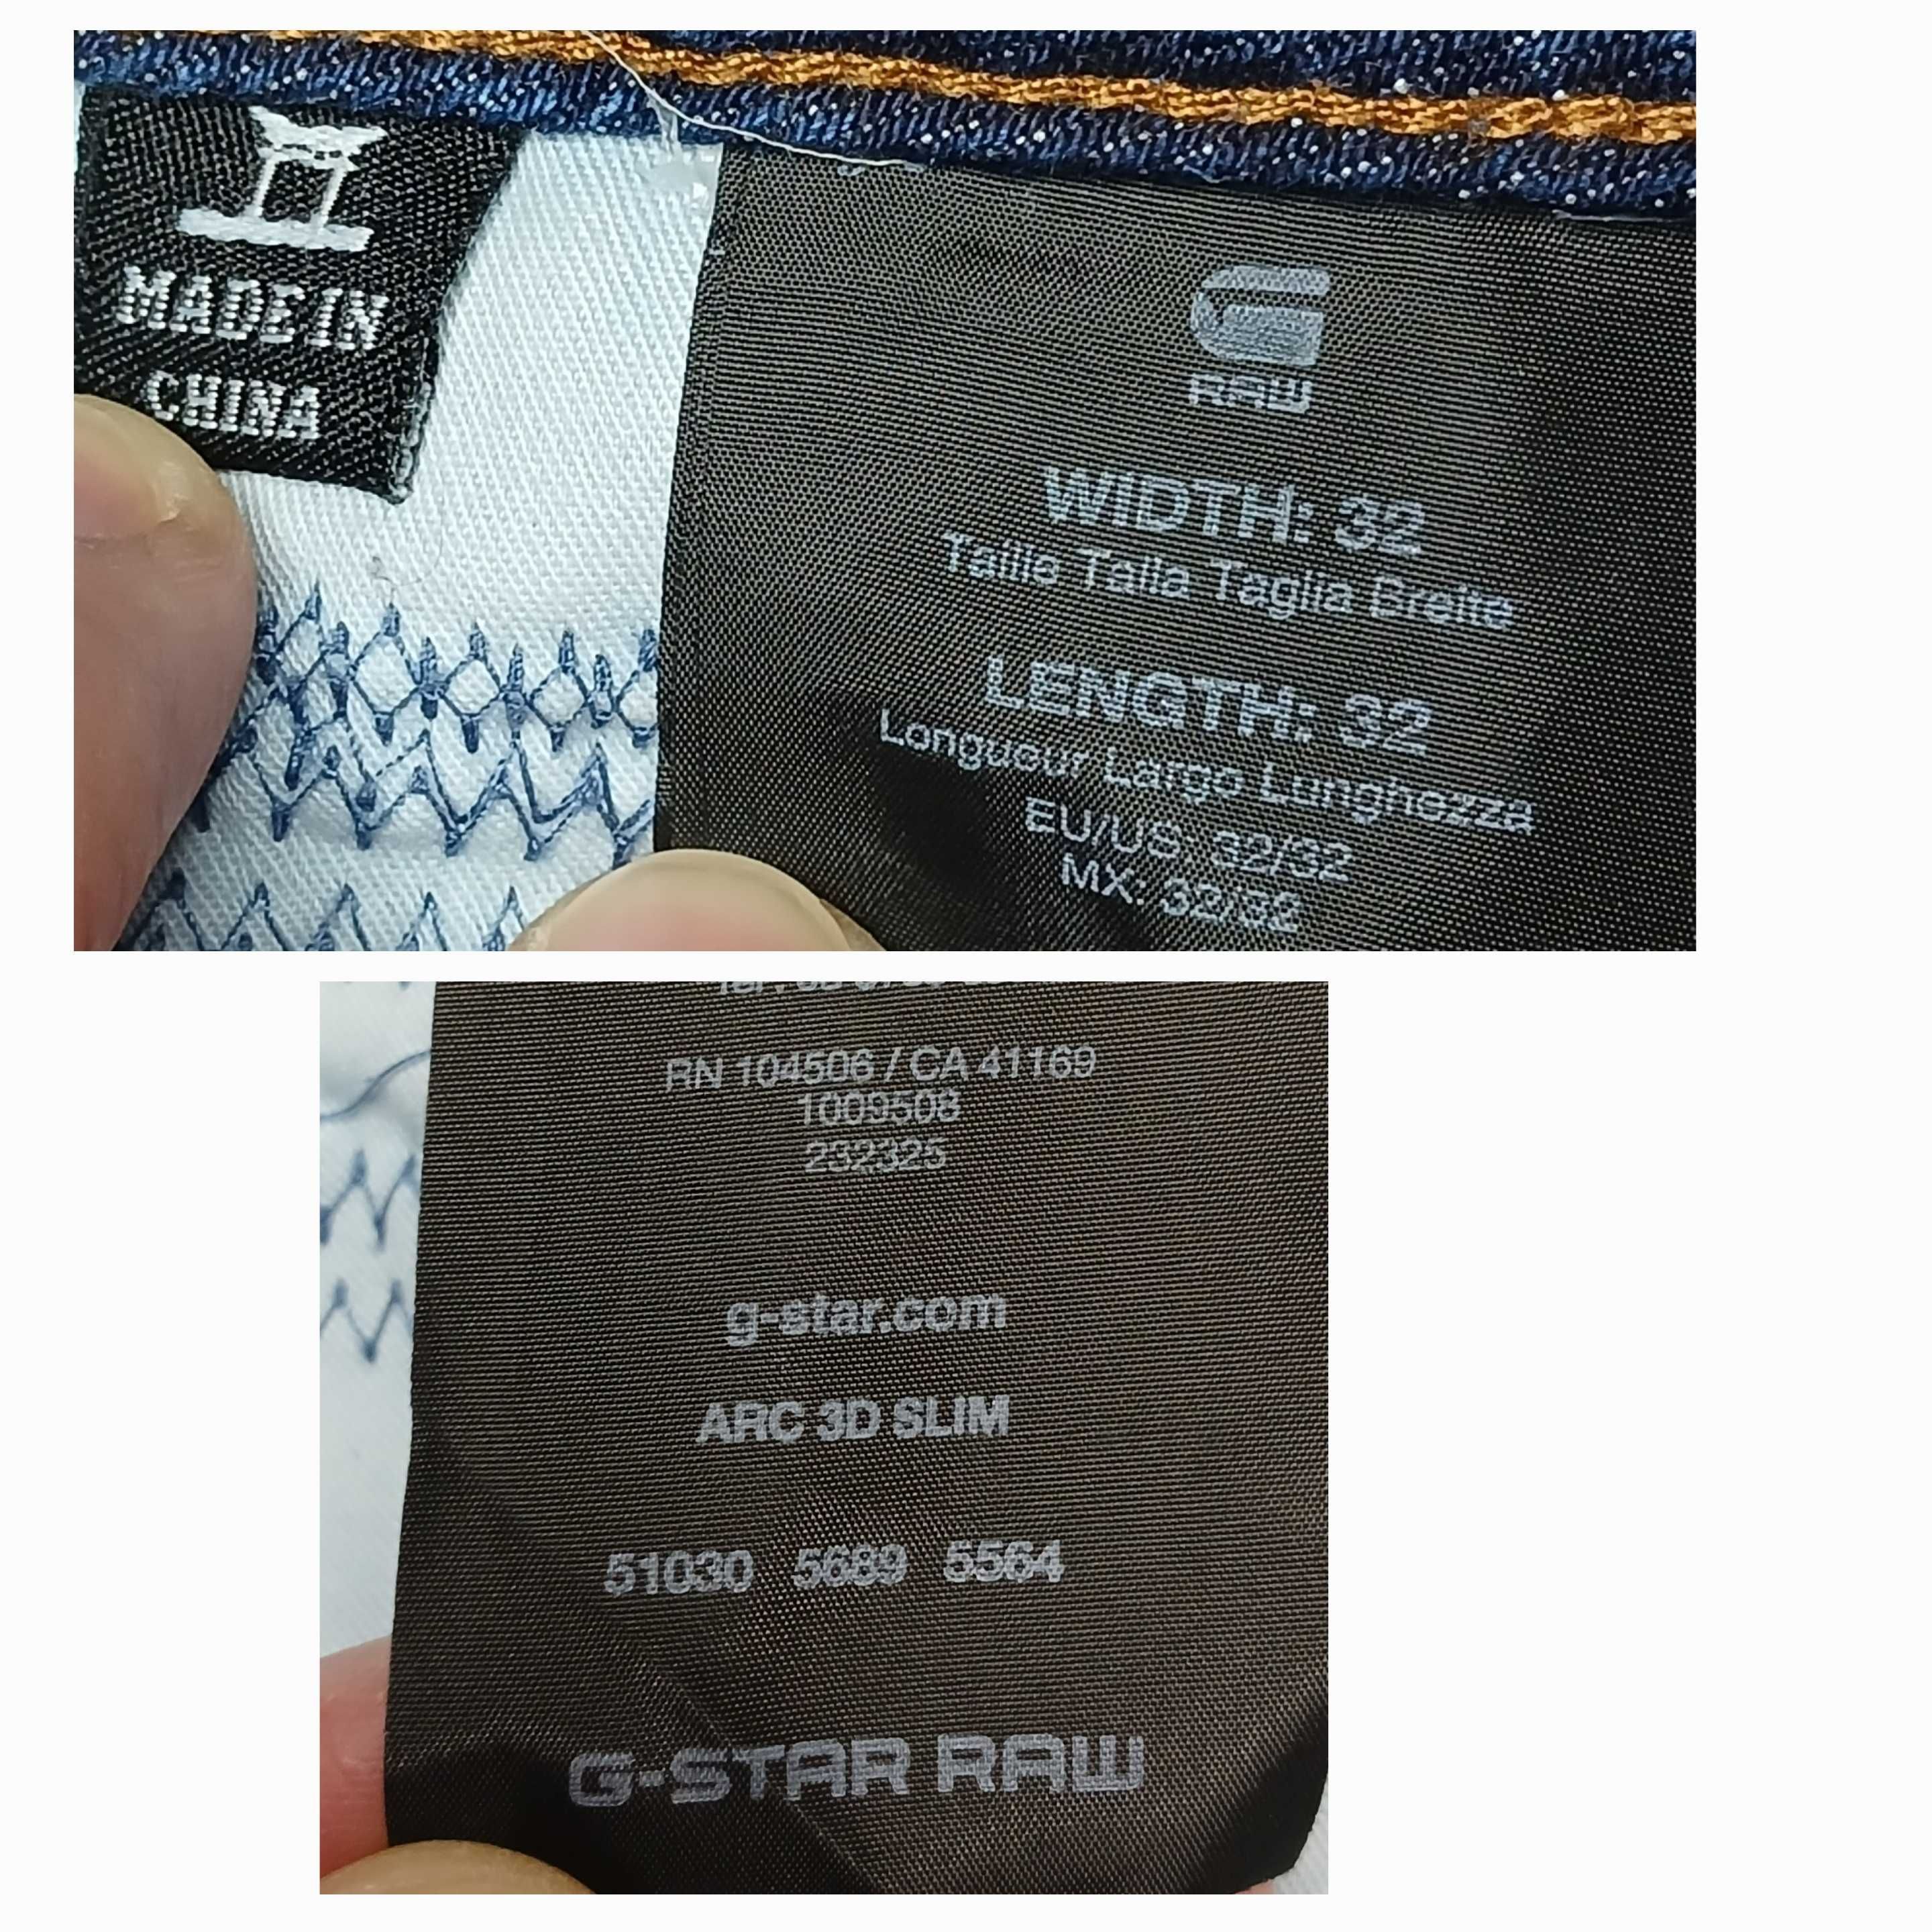 MADE IN
CHINA
RAW
WIDTH: 32
Taille Talla Taglia Breite
LENGTH: 32
Longueur Largo Lunghezza
EU/US 32/32
MX: 32/32
RN 104506 / CA 41169
1009508
232325
g-star.com
ARC 3D SLIM
51030 5689 5564
G-STAR RAW